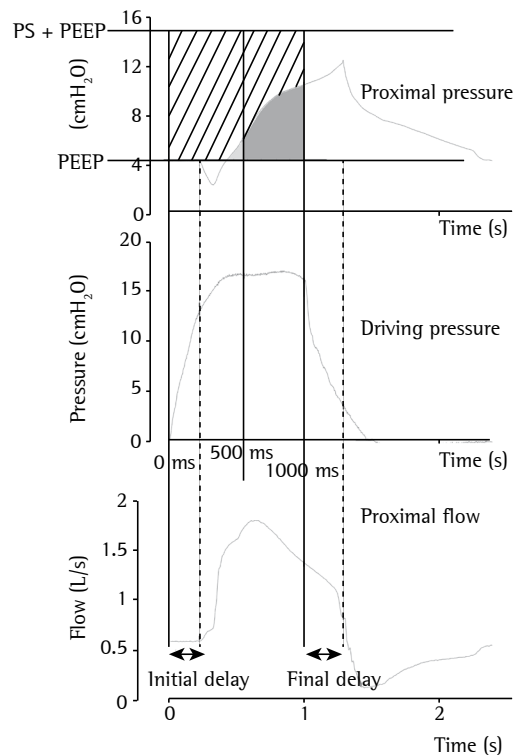 16
PS + PEEP
12
(cmH₂O)
Proximal pressure
8
PEEP
4
0
Time (s)
20
15
Pressure (cmH₂O)
Driving pressure
10
5
0
Time (s)
0 ms
500 ms
1000 ms
2
Proximal flow
1.5
Flow (L/s)
1
0.5
Initial delay
Final delay
0
0
1
2
Time (s)